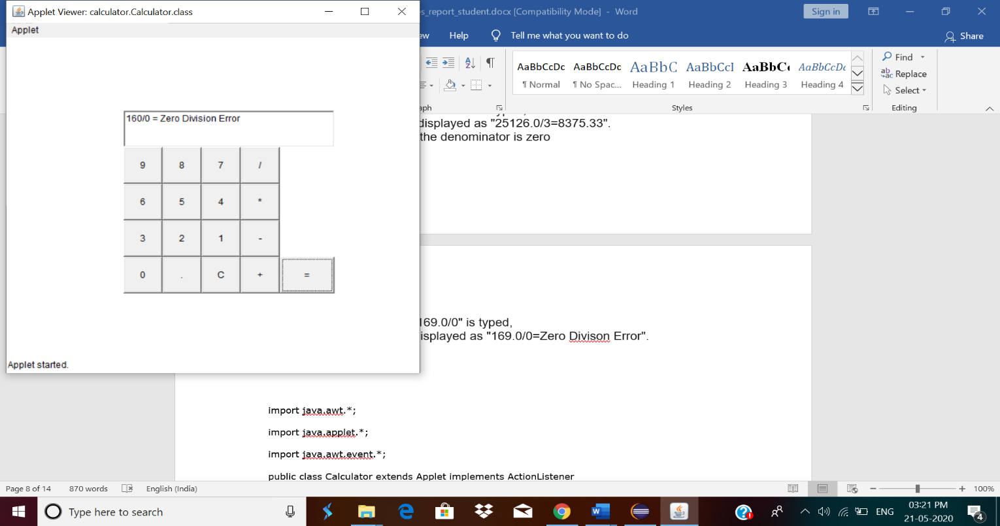 Applet Viewer: calculator.Calculator.class
s_report_student.docx [Compatibility Mode] - Word
Sign in
Applet
ew Help Tell me what you want to do
Share
AaBbCcDc AaBbCcDc AaBbC AaBbCcI AaBbCc AaBbCcDc
¶ Normal ¶ No Spac... Heading 1 Heading 2 Heading 3 Heading 4
Find
Replace
Select
aph Styles Editing
160/0 = Zero Division Error
9 8 7 /
6 5 4 *
3 2 1 -
0 . C + =
Applet started.
displayed as "25126.0/3=8375.33".
the denominator is zero
169.0/0" is typed,
isplayed as "169.0/0=Zero Divison Error".
import java.awt.*;
import java.applet.*;
import java.awt.event.*;
public class Calculator extends Applet implements ActionListener
Page 8 of 14 870 words English (India)
100%
Type here to search
ENG
03:21 PM
21-05-2020
4